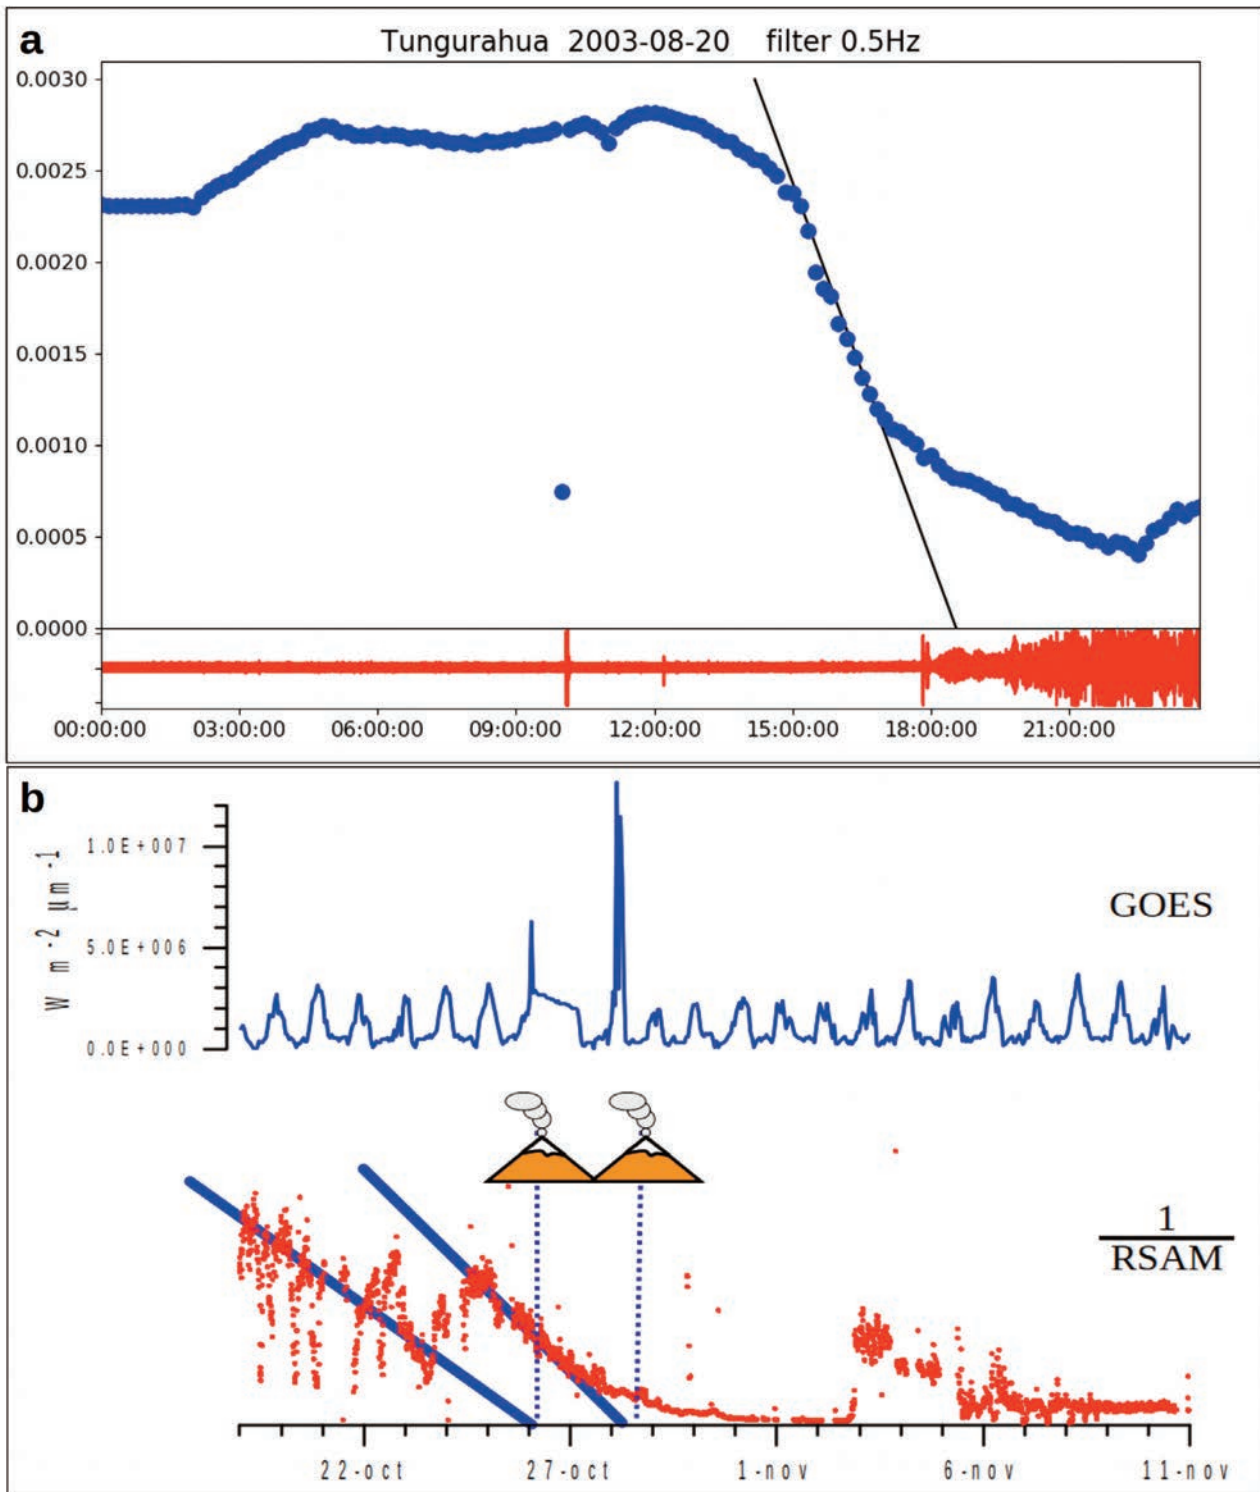 a
Tungurahua 2003-08-20 filter 0.5Hz
0.0030
0.0025
0.0020
0.0015
0.0010
0.0005
0.0000
00:00:00 03:00:00 06:00:00 09:00:00 12:00:00 15:00:00 18:00:00 21:00:00
b
W m-2 µm-1
1.0E+007
5.0E+006
0.0E+000
GOES
1
RSAM
22-oct 27-oct 1-nov 6-nov 11-nov